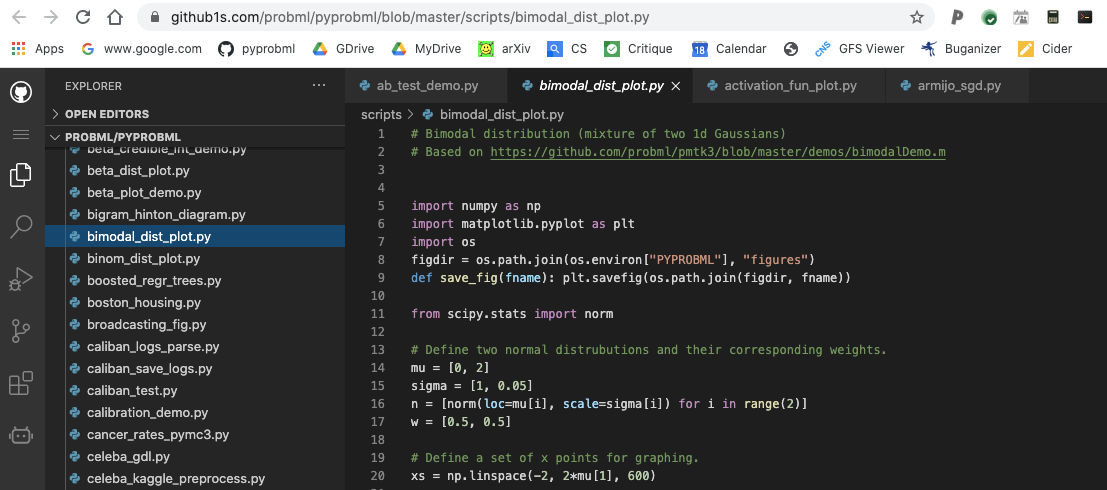 github1s.com/probml/pyprobml/blob/master/scripts/bimodal_dist_plot.py
Apps www.google.com pyprobml GDrive MyDrive arXiv CS Critique 18 Calendar CNS GFS Viewer Buganizer Cider
EXPLORER
OPEN EDITORS
PROBML/PYPROBML
beta_credible_int_demo.py
beta_dist_plot.py
beta_plot_demo.py
bigram_hinton_diagram.py
bimodal_dist_plot.py
binom_dist_plot.py
boosted_regr_trees.py
boston_housing.py
broadcasting_fig.py
caliban_logs_parse.py
caliban_save_logs.py
caliban_test.py
calibration_demo.py
cancer_rates_pymc3.py
celeba_gdl.py
celeba_kaggle_preprocess.py
ab_test_demo.py bimodal_dist_plot.py activation_fun_plot.py armijo_sgd.py
scripts > bimodal_dist_plot.py
1 # Bimodal distribution (mixture of two 1d Gaussians)
2 # Based on https://github.com/probml/pmtk3/blob/master/demos/bimodalDemo.m
3
4
5 import numpy as np
6 import matplotlib.pyplot as plt
7 import os
8 figdir = os.path.join(os.environ["PYPROBML"], "figures")
9 def save_fig(fname): plt.savefig(os.path.join(figdir, fname))
10
11 from scipy.stats import norm
12
13 # Define two normal distrubutions and their corresponding weights.
14 mu = [0, 2]
15 sigma = [1, 0.05]
16 n = [norm(loc=mu[i], scale=sigma[i]) for i in range(2)]
17 w = [0.5, 0.5]
18
19 # Define a set of x points for graphing.
20 xs = np.linspace(-2, 2*mu[1], 600)